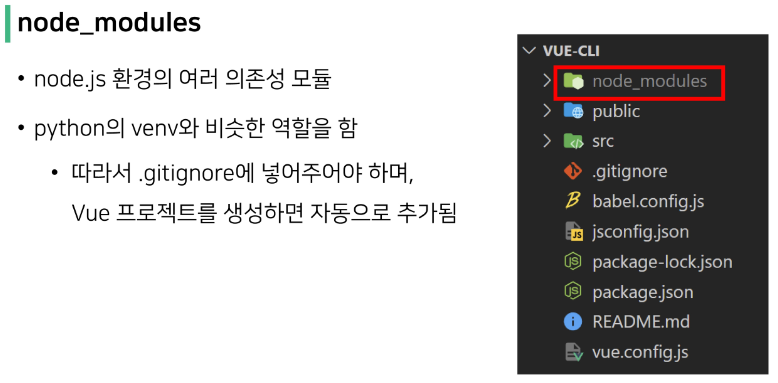 node_modules
• node.js 환경의 여러 의존성 모듈
• python의 venv와 비슷한 역할을 함
• 따라서 .gitignore에 넣어주어야 하며,
Vue 프로젝트를 생성하면 자동으로 추가됨
VUE-CLI
node_modules
public
src
.gitignore
babel.config.js
jsconfig.json
package-lock.json
package.json
README.md
vue.config.js